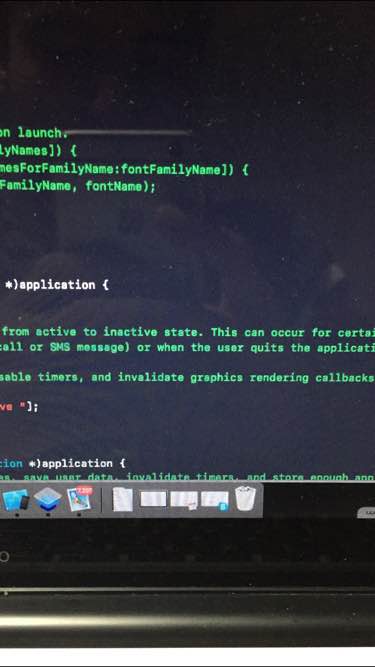 on launch.
lyNames]) {
mesForFamilyName:fontFamilyName]) {
FamilyName, fontName);
*)application {
from active to inactive state. This can occur for certai
call or SMS message) or when the user quits the applicati
sable timers, and invalidate graphics rendering callbacks
ve "];
tion *)application {
es, save user data, invalidate timers, and store enough app